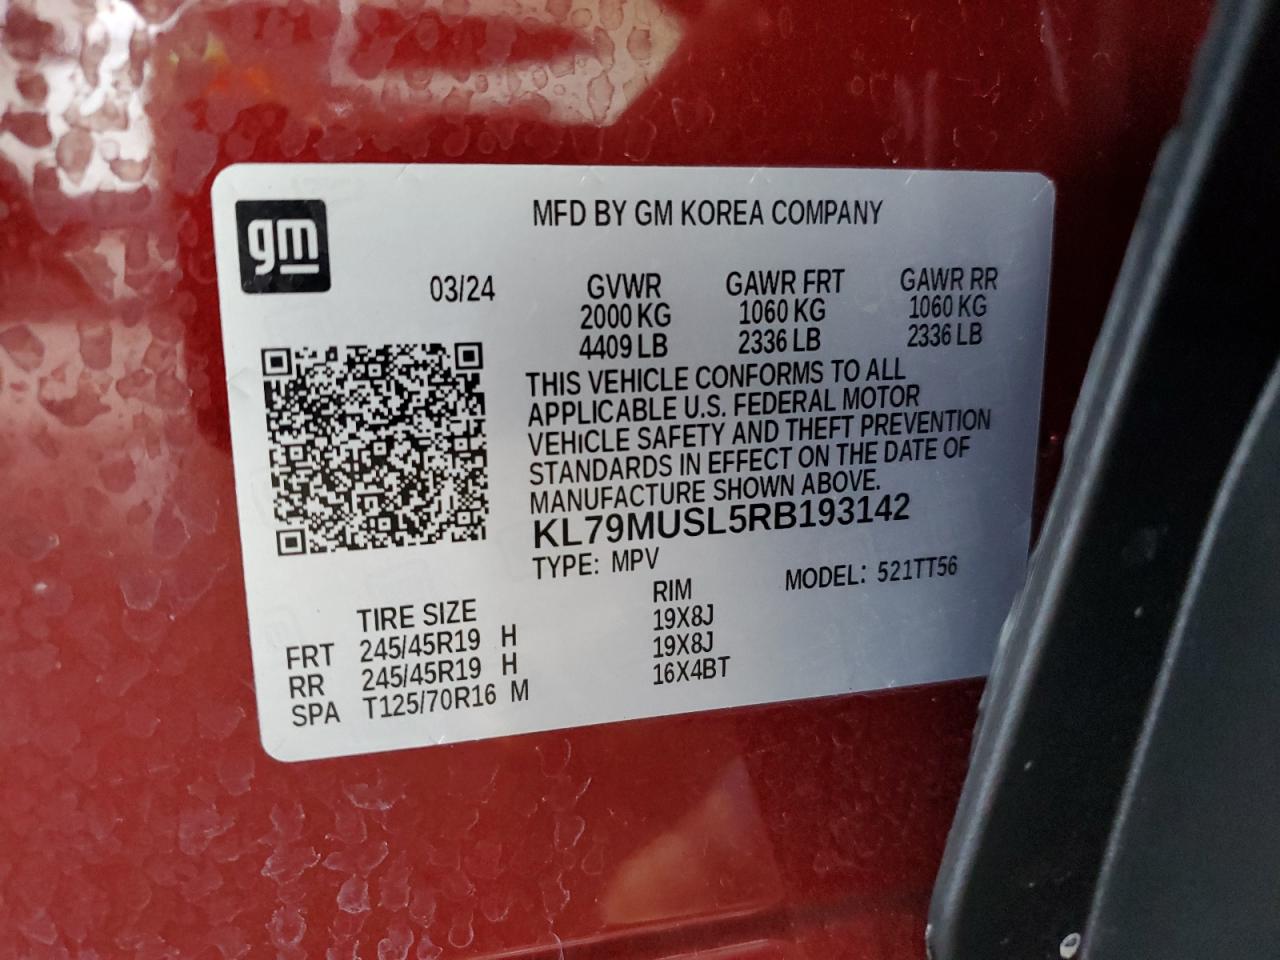 gm
MFD BY GM KOREA COMPANY
03/24 GVWR GAWR FRT GAWR RR
2000 KG 1060 KG 1060 KG
4409 LB 2336 LB 2336 LB
THIS VEHICLE CONFORMS TO ALL
APPLICABLE U.S. FEDERAL MOTOR
VEHICLE SAFETY AND THEFT PREVENTION
STANDARDS IN EFFECT ON THE DATE OF
MANUFACTURE SHOWN ABOVE.
KL79MUSL5RB193142
TYPE: MPV MODEL: 521TT56
TIRE SIZE RIM
FRT 245/45R19 H 19X8J
RR 245/45R19 H 19X8J
SPA T125/70R16 M 16X4BT